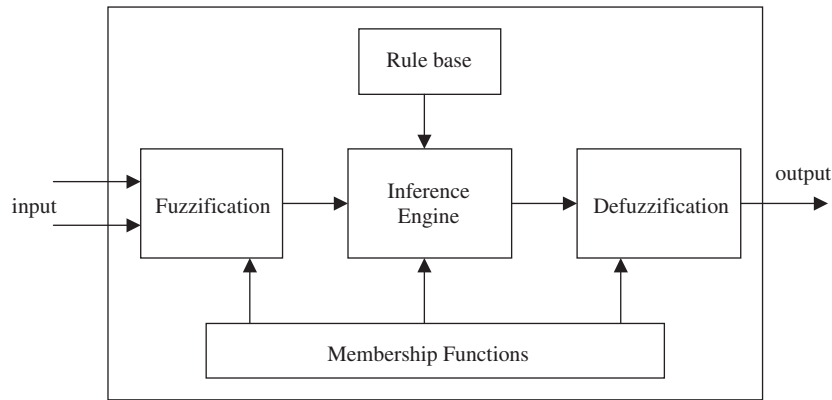 Rule base
input
Fuzzification
Inference
Engine
Defuzzification
output
Membership Functions